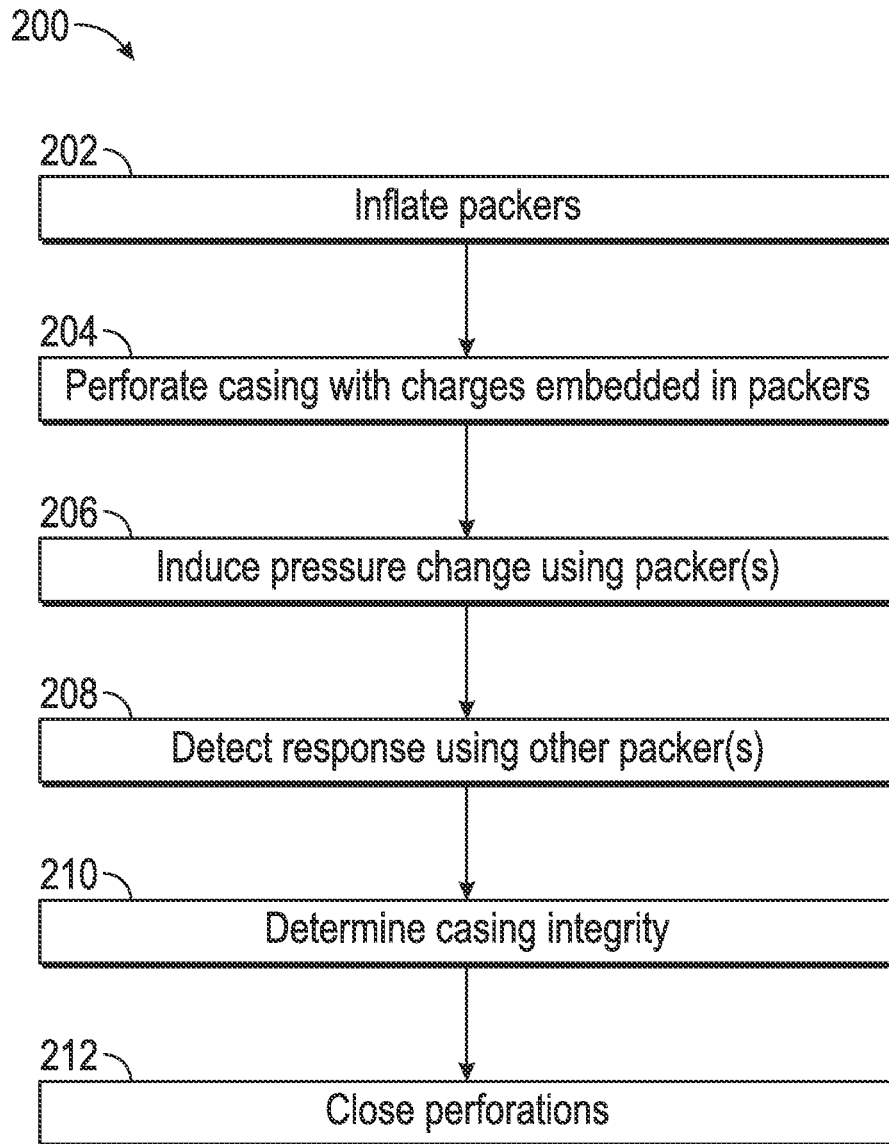 200
202
Inflate packers
204
Perforate casing with charges embedded in packers
206
Induce pressure change using packer(s)
208
Detect response using other packer(s)
210
Determine casing integrity
212
Close perforations